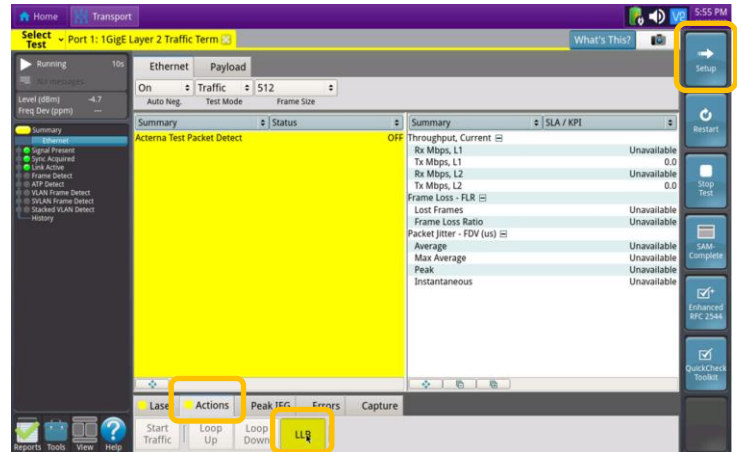 Home Transport 5:55 PM
Select Test Port 1: 1GigE Layer 2 Traffic Term What's This?
Running 10s
No messages
Level (dBm) -4.7
Freq Dev (ppm) —
Summary
Ethernet
Signal Present
Sync Acquired
Link Active
Frame Detect
ATP Detect
VLAN Frame Detect
SVLAN Frame Detect
Stacked VLAN Detect
History
Ethernet Payload
On Traffic 512
Auto Neg. Test Mode Frame Size
Summary Status
Acterna Test Packet Detect OFF
Summary SLA / KPI
Throughput, Current
Rx Mbps, L1 Unavailable
Tx Mbps, L1 0.0
Rx Mbps, L2 Unavailable
Tx Mbps, L2 0.0
Frame Loss - FLR
Lost Frames Unavailable
Frame Loss Ratio Unavailable
Packet Jitter - FDV (us)
Average Unavailable
Max Average Unavailable
Peak Unavailable
Instantaneous Unavailable
Actions Peak IFG Errors Capture
Start Traffic
Loop Up
Loop Down
LLB
Reports Tools View Help
Setup
Restart
Stop Test
SAM-Complete
Enhanced RFC 2544
QuickCheck Toolkit